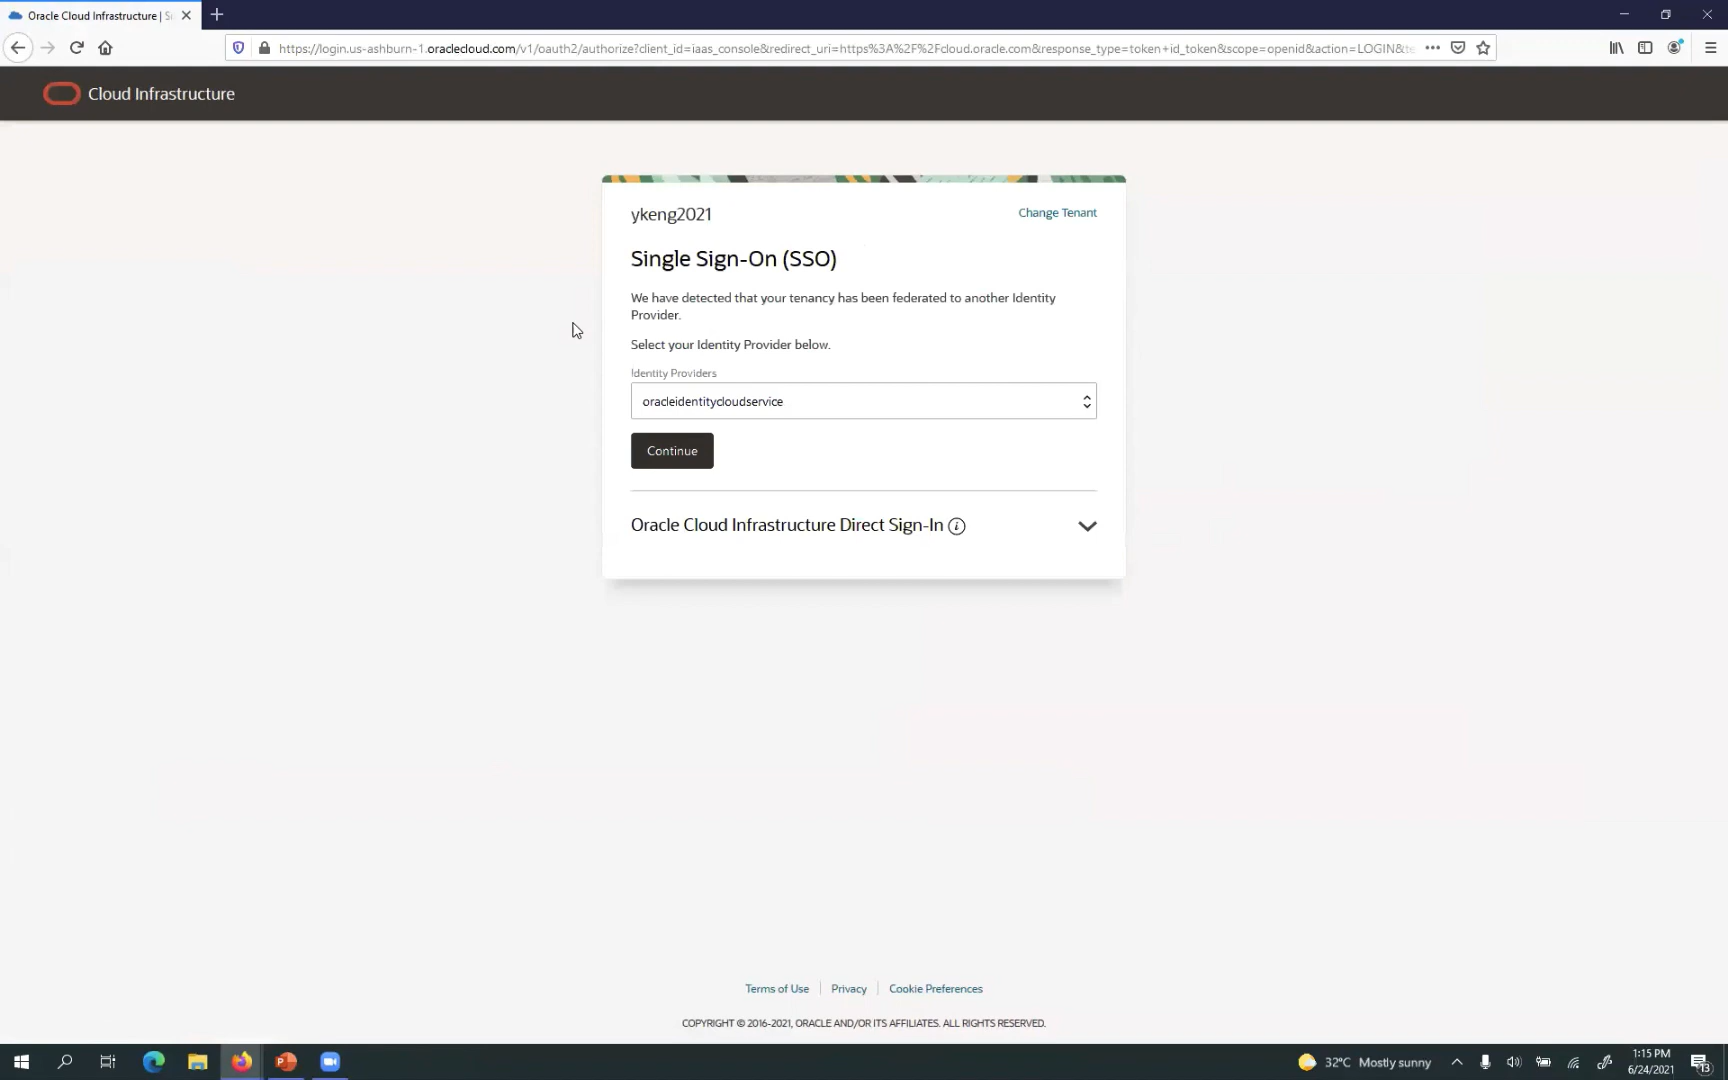 Oracle Cloud Infrastructure | S
https://login.us-ashburn-1.oraclecloud.com/v1/oauth2/authorize?client_id=iaas_console&redirect_uri=https%3A%2F%2Fcloud.oracle.com&response_type=token+id_token&scope=openid&action=LOGIN&t
Cloud Infrastructure
ykeng2021
Change Tenant
Single Sign-On (SSO)
We have detected that your tenancy has been federated to another Identity
Provider.
Select your Identity Provider below.
Identity Providers
oracleidentitycloudservice
Continue
Oracle Cloud Infrastructure Direct Sign-In
Terms of Use
Privacy
Cookie Preferences
COPYRIGHT © 2016-2021, ORACLE AND/OR ITS AFFILIATES. ALL RIGHTS RESERVED.
32°C Mostly sunny
1:15 PM
6/24/2021
13